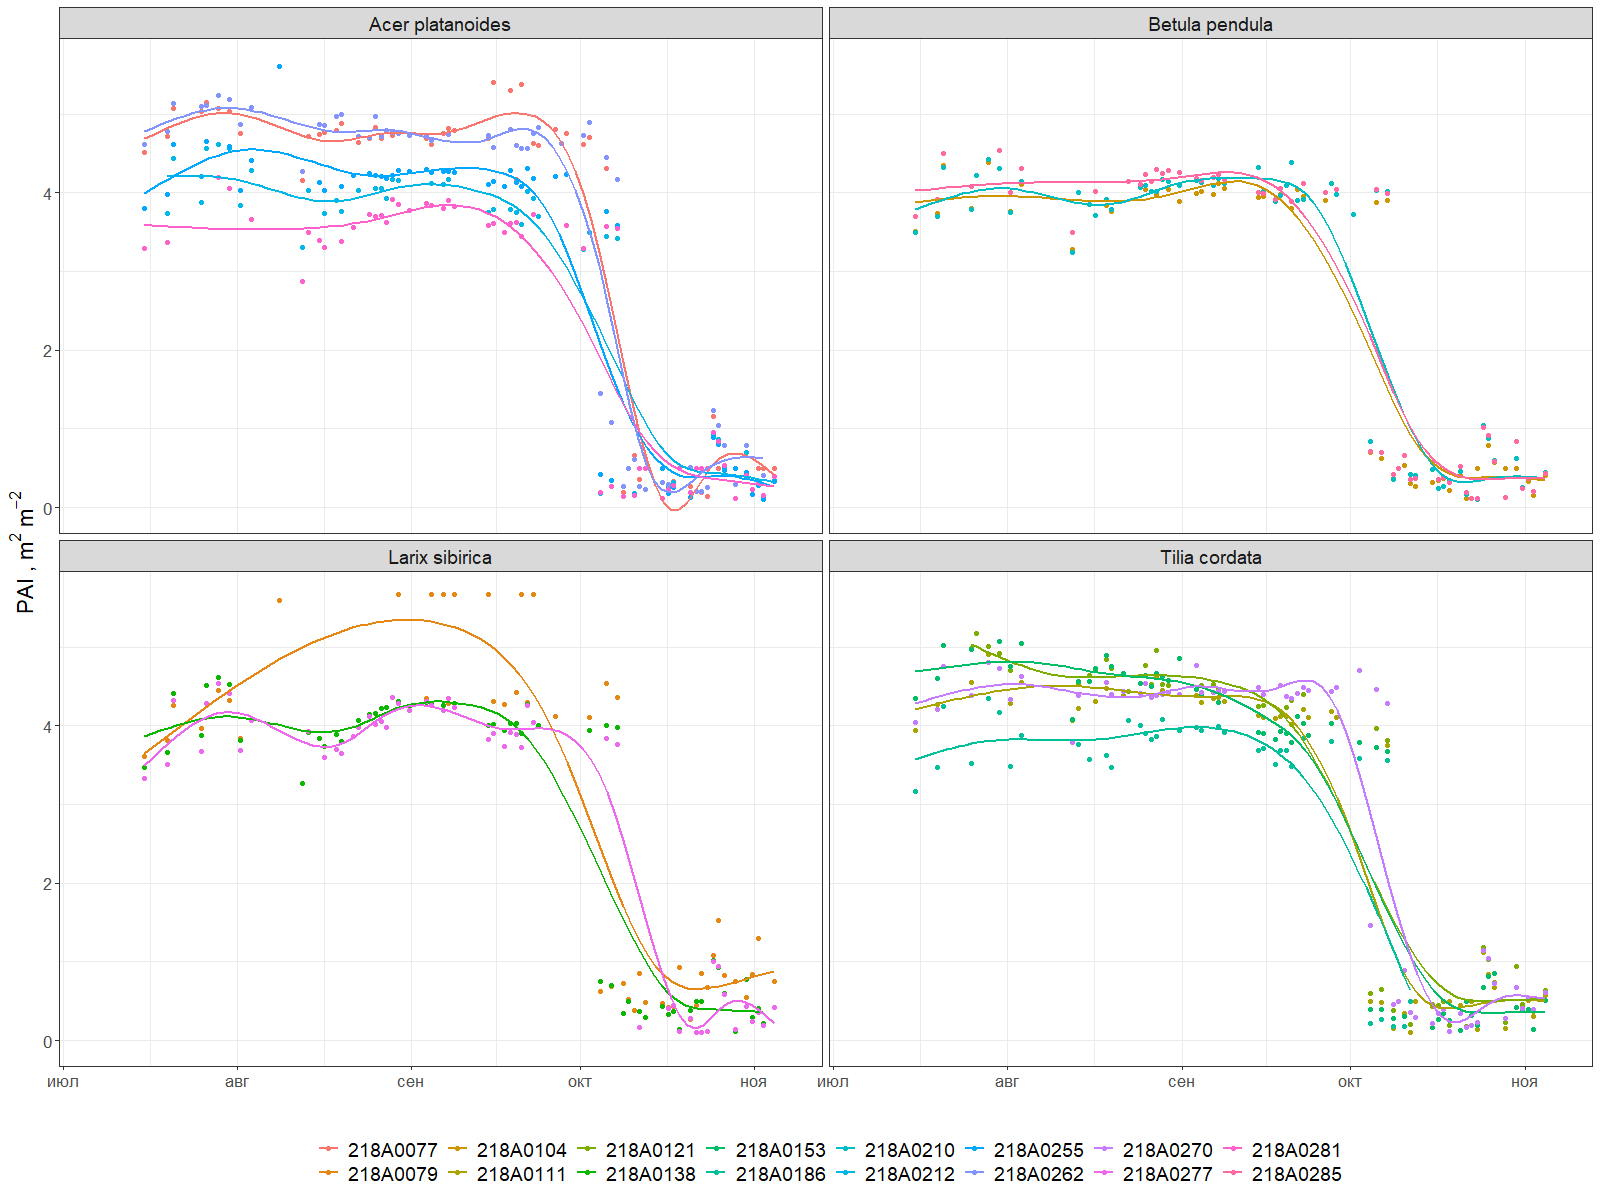 Acer platanoides
Betula pendula
4
2
0
Larix sibirica
Tilia cordata
PAI , m² m⁻²
4
2
0
июл авг сен окт ноя
июл авг сен окт ноя
218A0077 218A0104 218A0121 218A0153 218A0210 218A0255 218A0270 218A0281
218A0079 218A0111 218A0138 218A0186 218A0212 218A0262 218A0277 218A0285